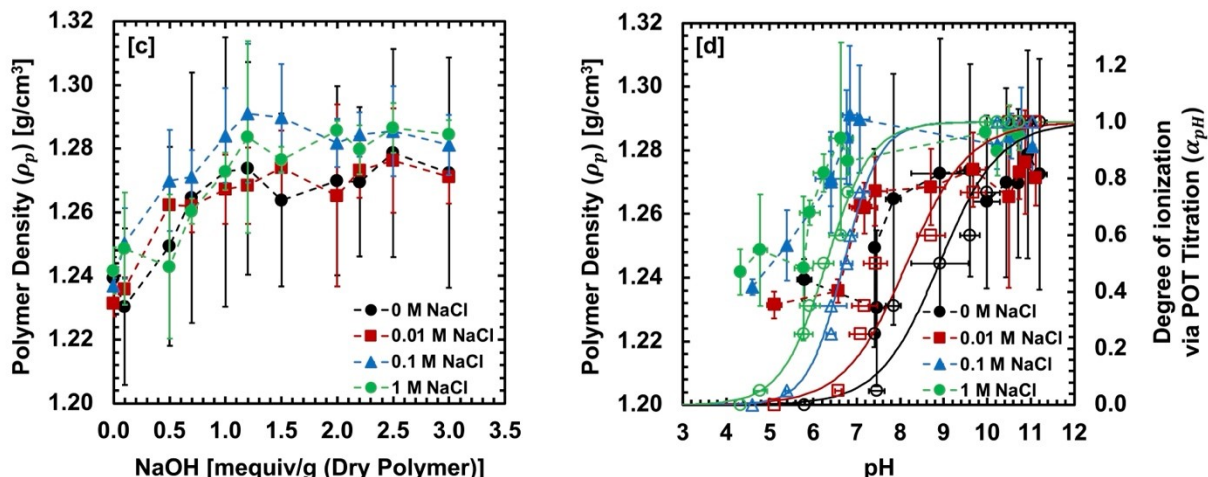 [c]
Polymer Density (ρp) [g/cm³]
1.32
1.30
1.28
1.26
1.24
1.22
1.20
0.0 0.5 1.0 1.5 2.0 2.5 3.0 3.5
NaOH [mequiv/g (Dry Polymer)]
0 M NaCl
0.01 M NaCl
0.1 M NaCl
1 M NaCl
[d]
Polymer Density (ρp) [g/cm³]
1.32
1.30
1.28
1.26
1.24
1.22
1.20
3 4 5 6 7 8 9 10 11 12
pH
0 M NaCl
0.01 M NaCl
0.1 M NaCl
1 M NaCl
1.2
1.0
0.8
0.6
0.4
0.2
0.0
Degree of ionization
via POT Titration (αpH)